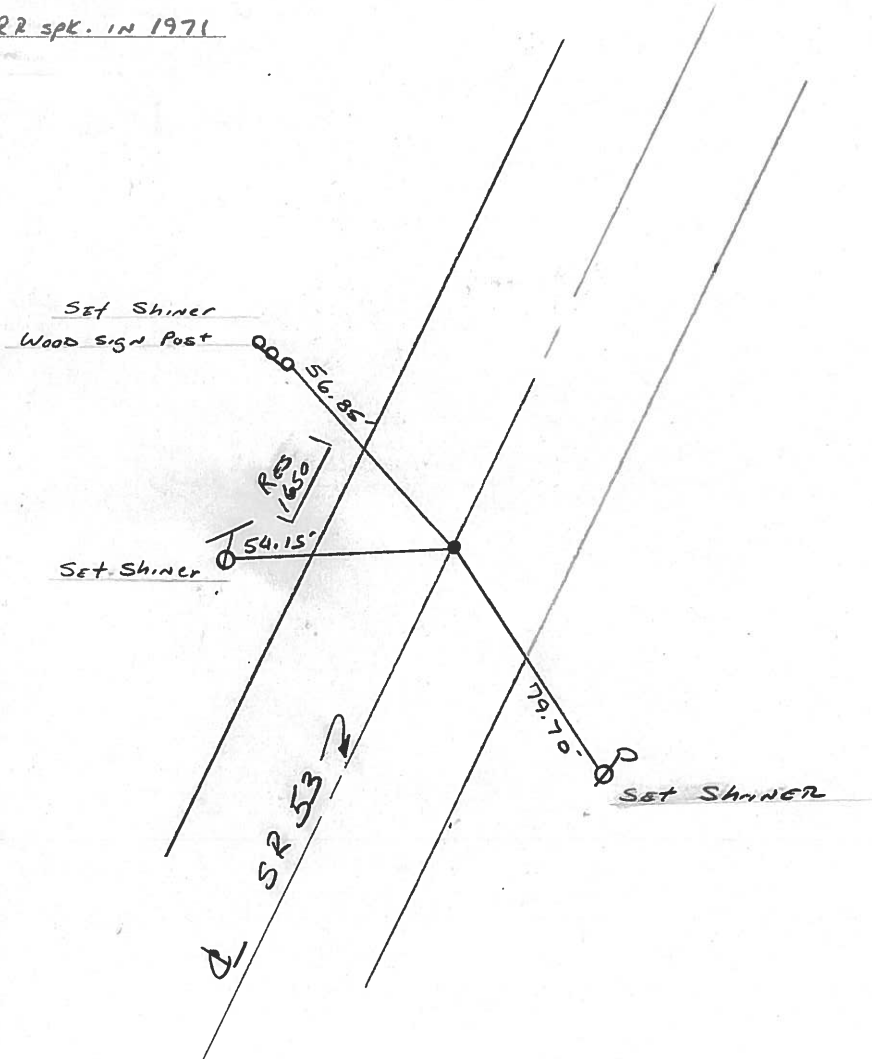 RR spk. IN 1971
Set Shiner
Wood Sign Post
56.85'
RES
1650
54.15'
Set Shiner
79.70'
Set Shiner
SR 53
℄